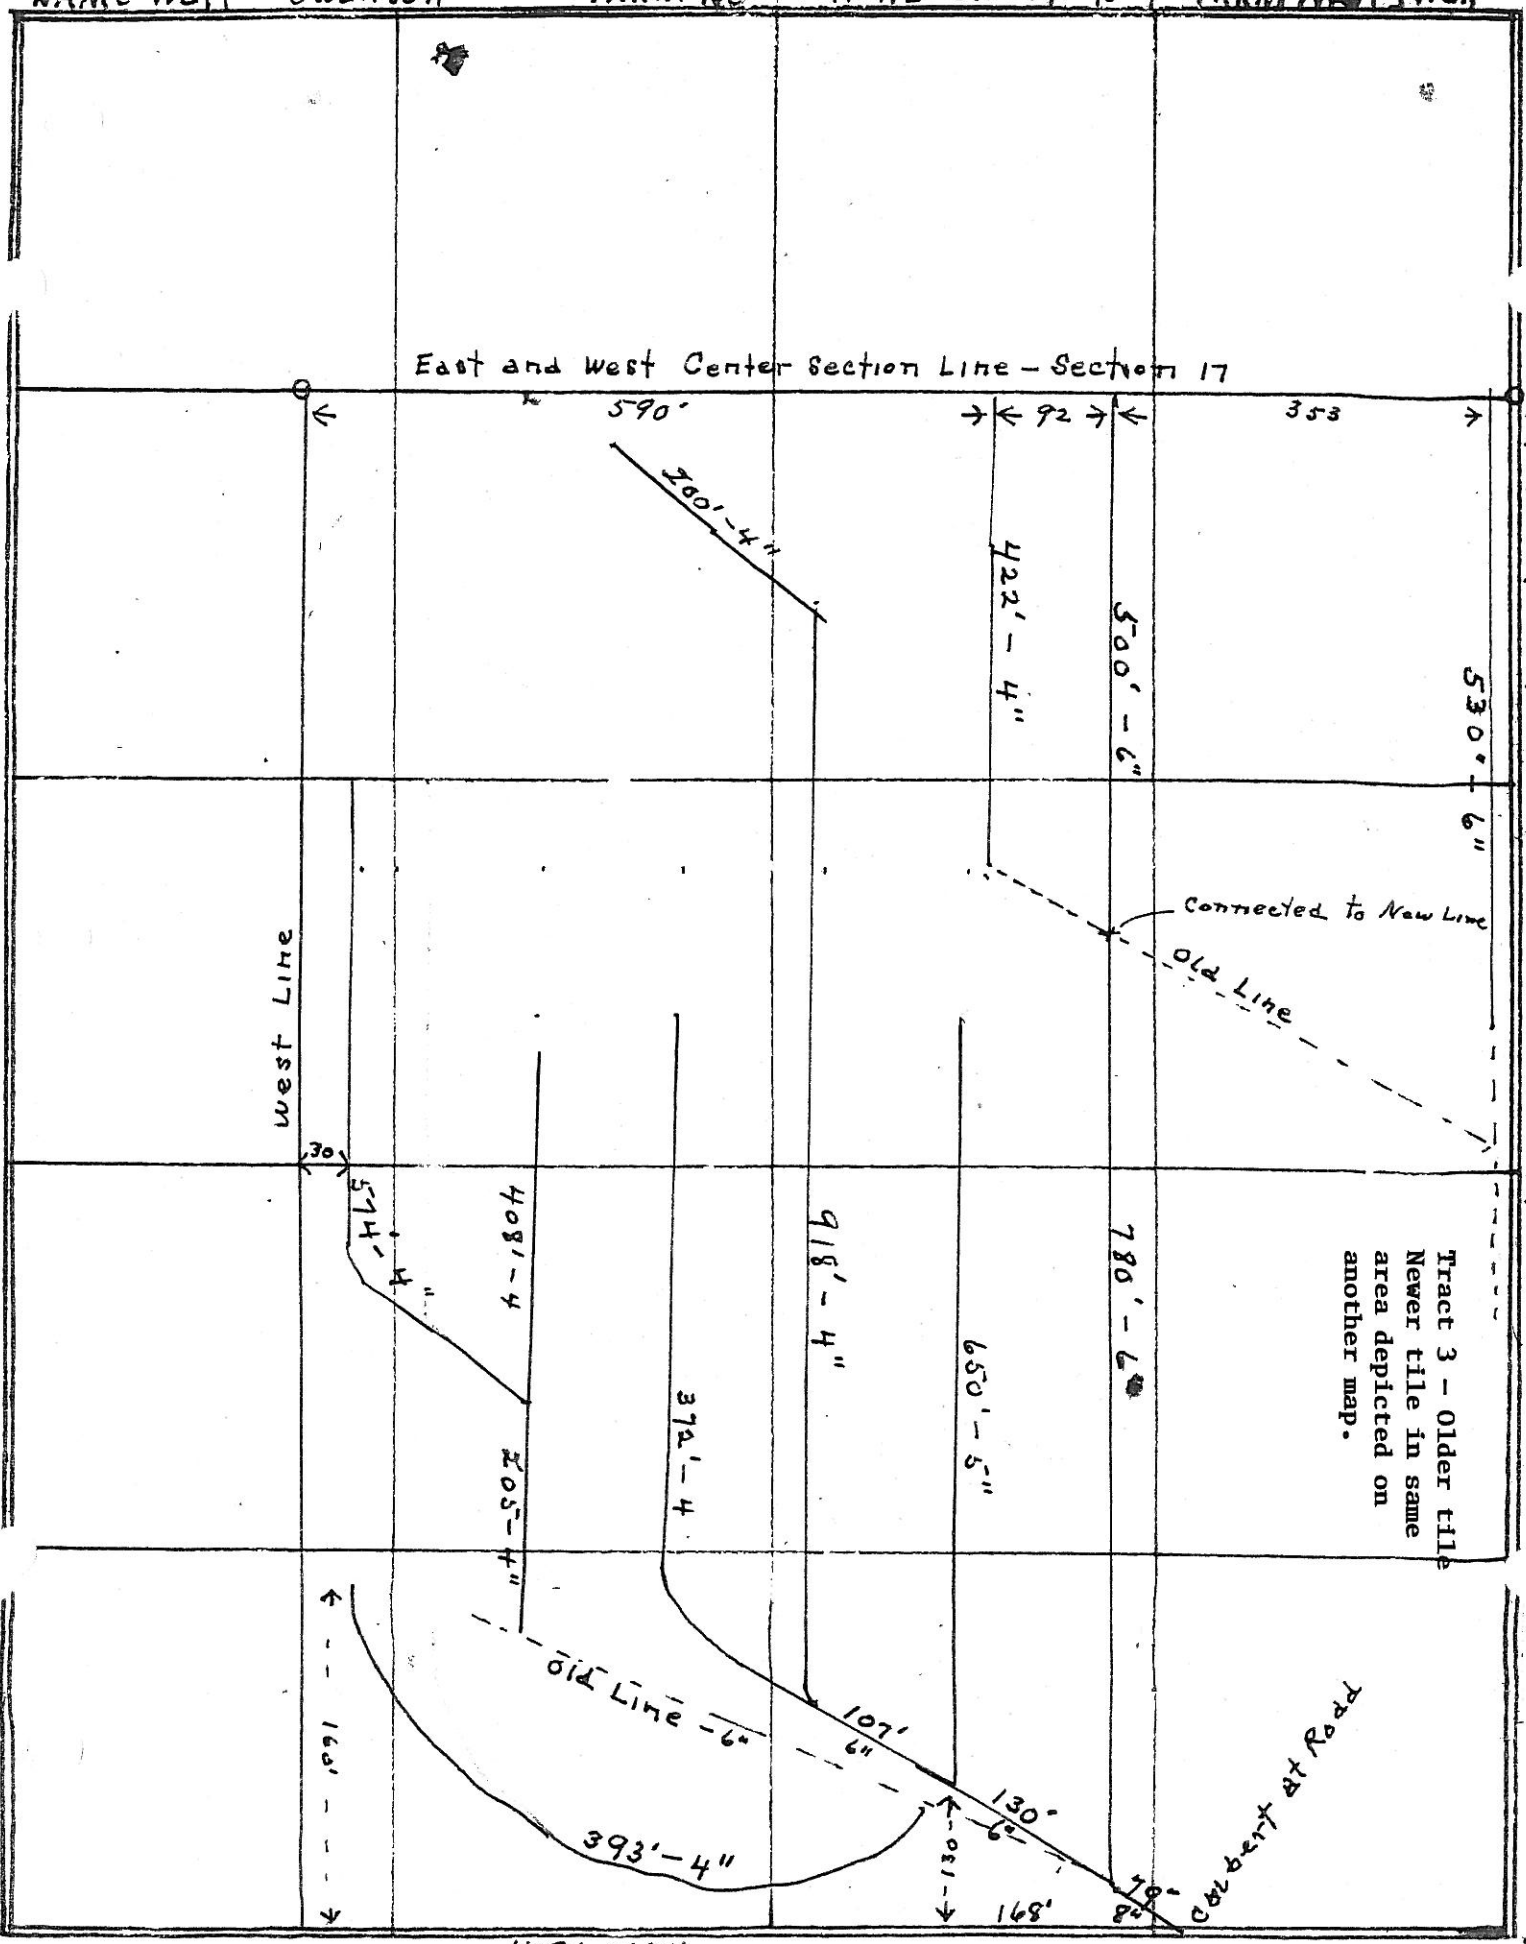 East and West Center Section Line – Section 17
590'
92
353
200'-4"
422' - 4"
500' - 6"
530' - 6"
Connected to New Line
Old Line
West Line
30
574'- 4"
408'-4
918' - 4"
780' - 6
650' - 5"
372'-4
205-4"
Tract 3 - Older tile
Newer tile in same
area depicted on
another map.
160'
Old Line - 6"
107'
6"
130'
6"
393'-4"
130
168'
70'
8"
at Road